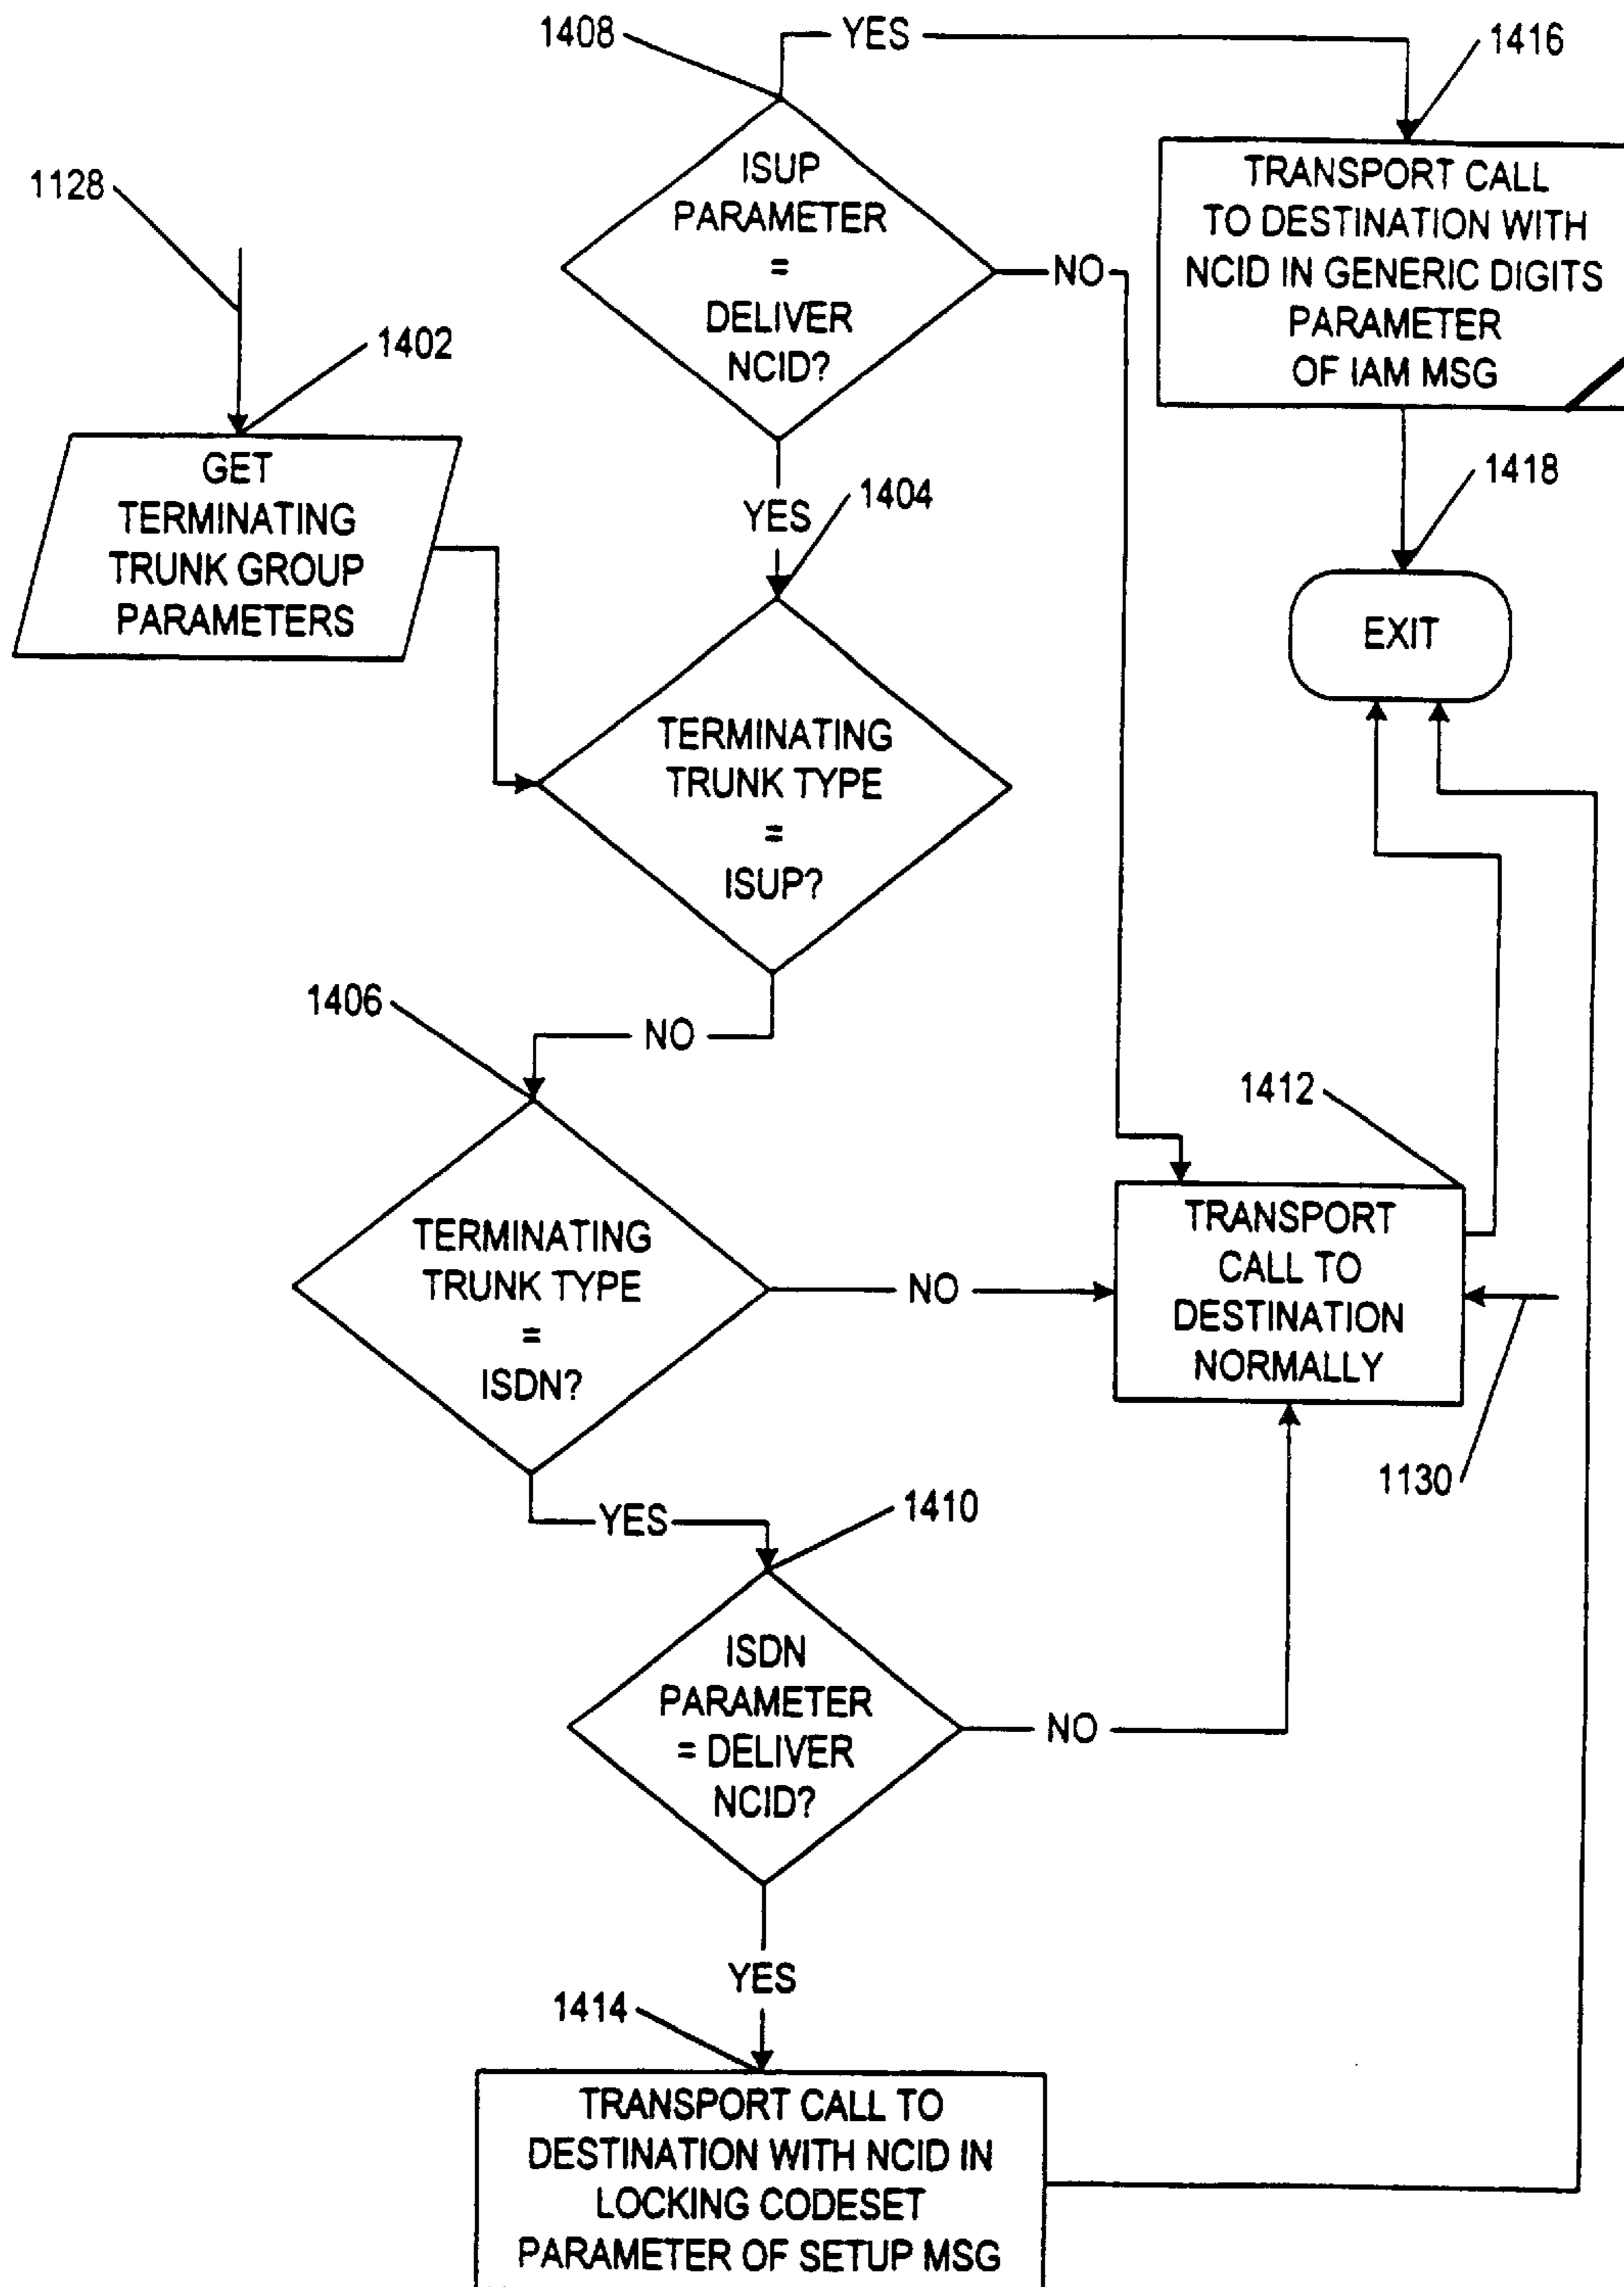 1408
YES
1416
ISUP
PARAMETER
=
DELIVER
NCID?
NO
TRANSPORT CALL
TO DESTINATION WITH
NCID IN GENERIC DIGITS
PARAMETER
OF IAM MSG
1128
1402
GET
TERMINATING
TRUNK GROUP
PARAMETERS
YES
1404
1418
EXIT
TERMINATING
TRUNK TYPE
=
ISUP?
1406
NO
1412
TERMINATING
TRUNK TYPE
=
ISDN?
NO
TRANSPORT
CALL TO
DESTINATION
NORMALLY
1130
YES
1410
ISDN
PARAMETER
= DELIVER
NCID?
NO
YES
1414
TRANSPORT CALL TO
DESTINATION WITH NCID IN
LOCKING CODESET
PARAMETER OF SETUP MSG